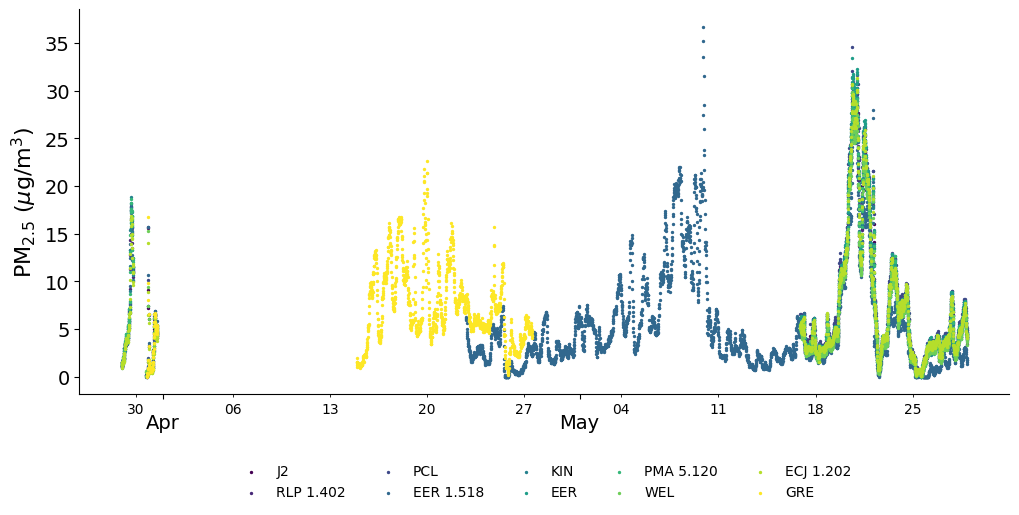 35
30
25
20
15
10
5
0
PM2.5 (μg/m3)
30 06 13 20 27 04 11 18 25
Apr May
J2 PCL KIN PMA 5.120 ECJ 1.202
RLP 1.402 EER 1.518 EER WEL GRE